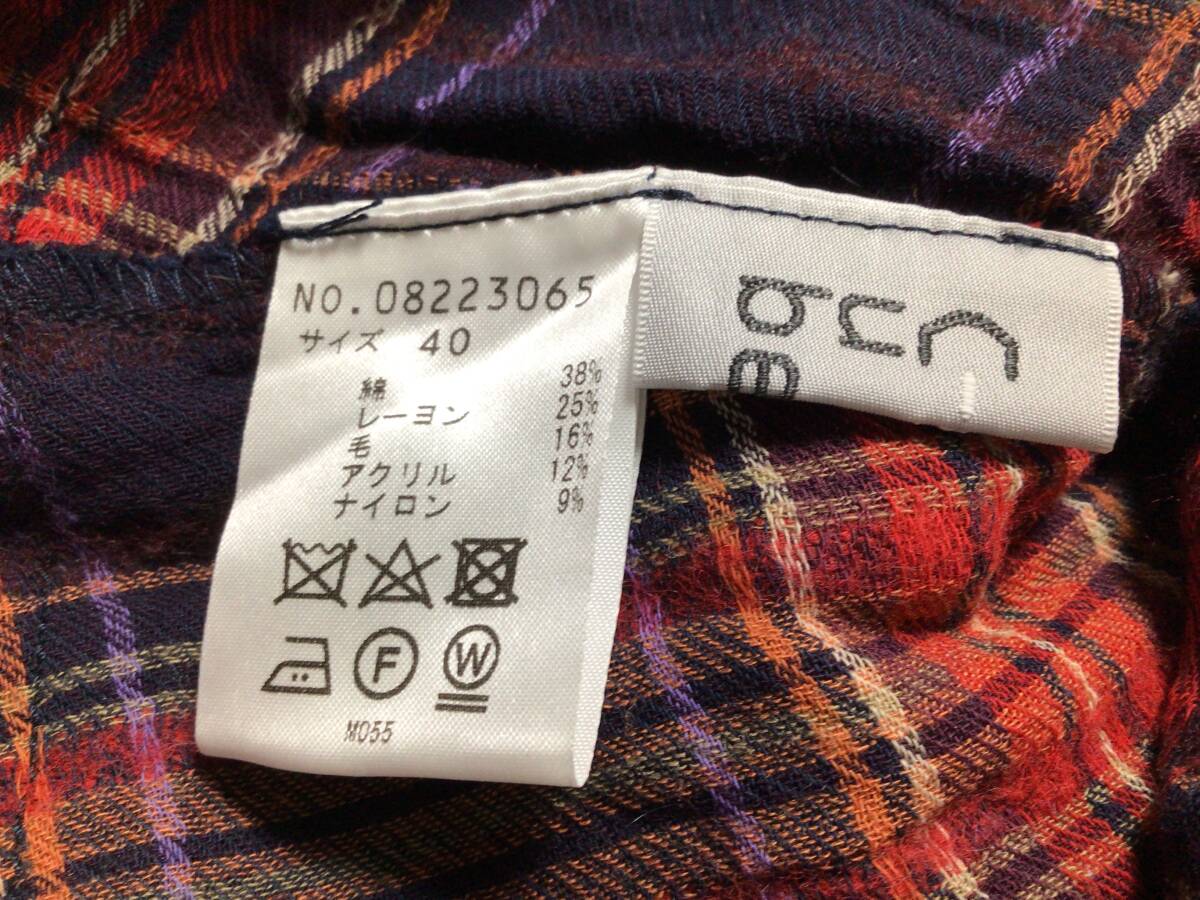 NO.08223065
サイズ 40
綿 38%
レーヨン 25%
毛 16%
アクリル 12%
ナイロン 9%
F
W
M055